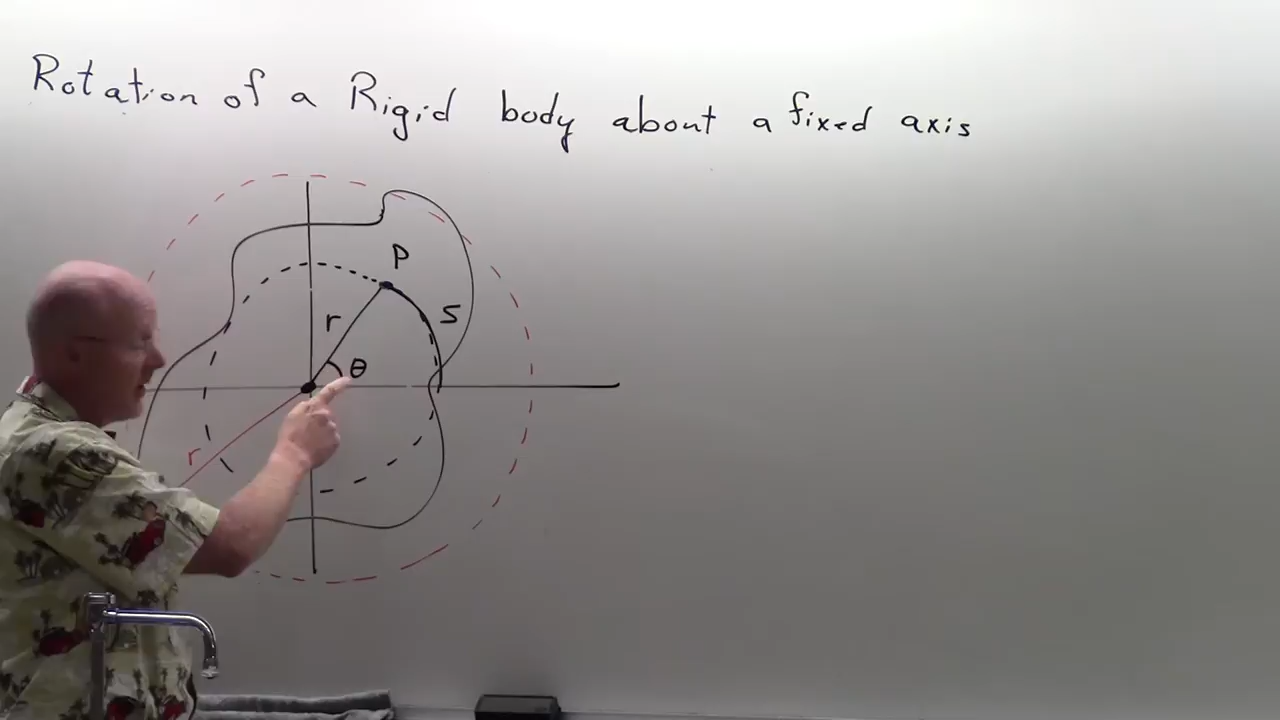 Rotation of a Rigid body about a fixed axis
P
S
r
θ
r